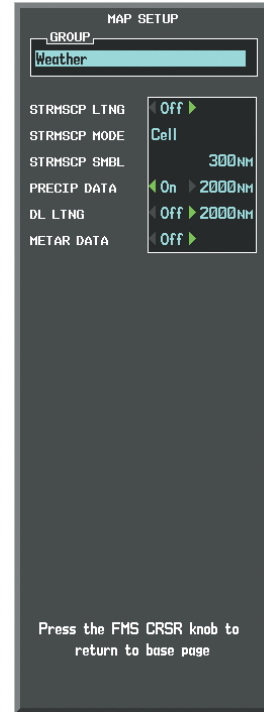 MAP SETUP
GROUP
Weather
STRMSCP LTNG Off
STRMSCP MODE Cell
STRMSCP SMBL 300NM
PRECIP DATA On 2000NM
DL LTNG Off 2000NM
METAR DATA Off
Press the FMS CRSR knob to
return to base page